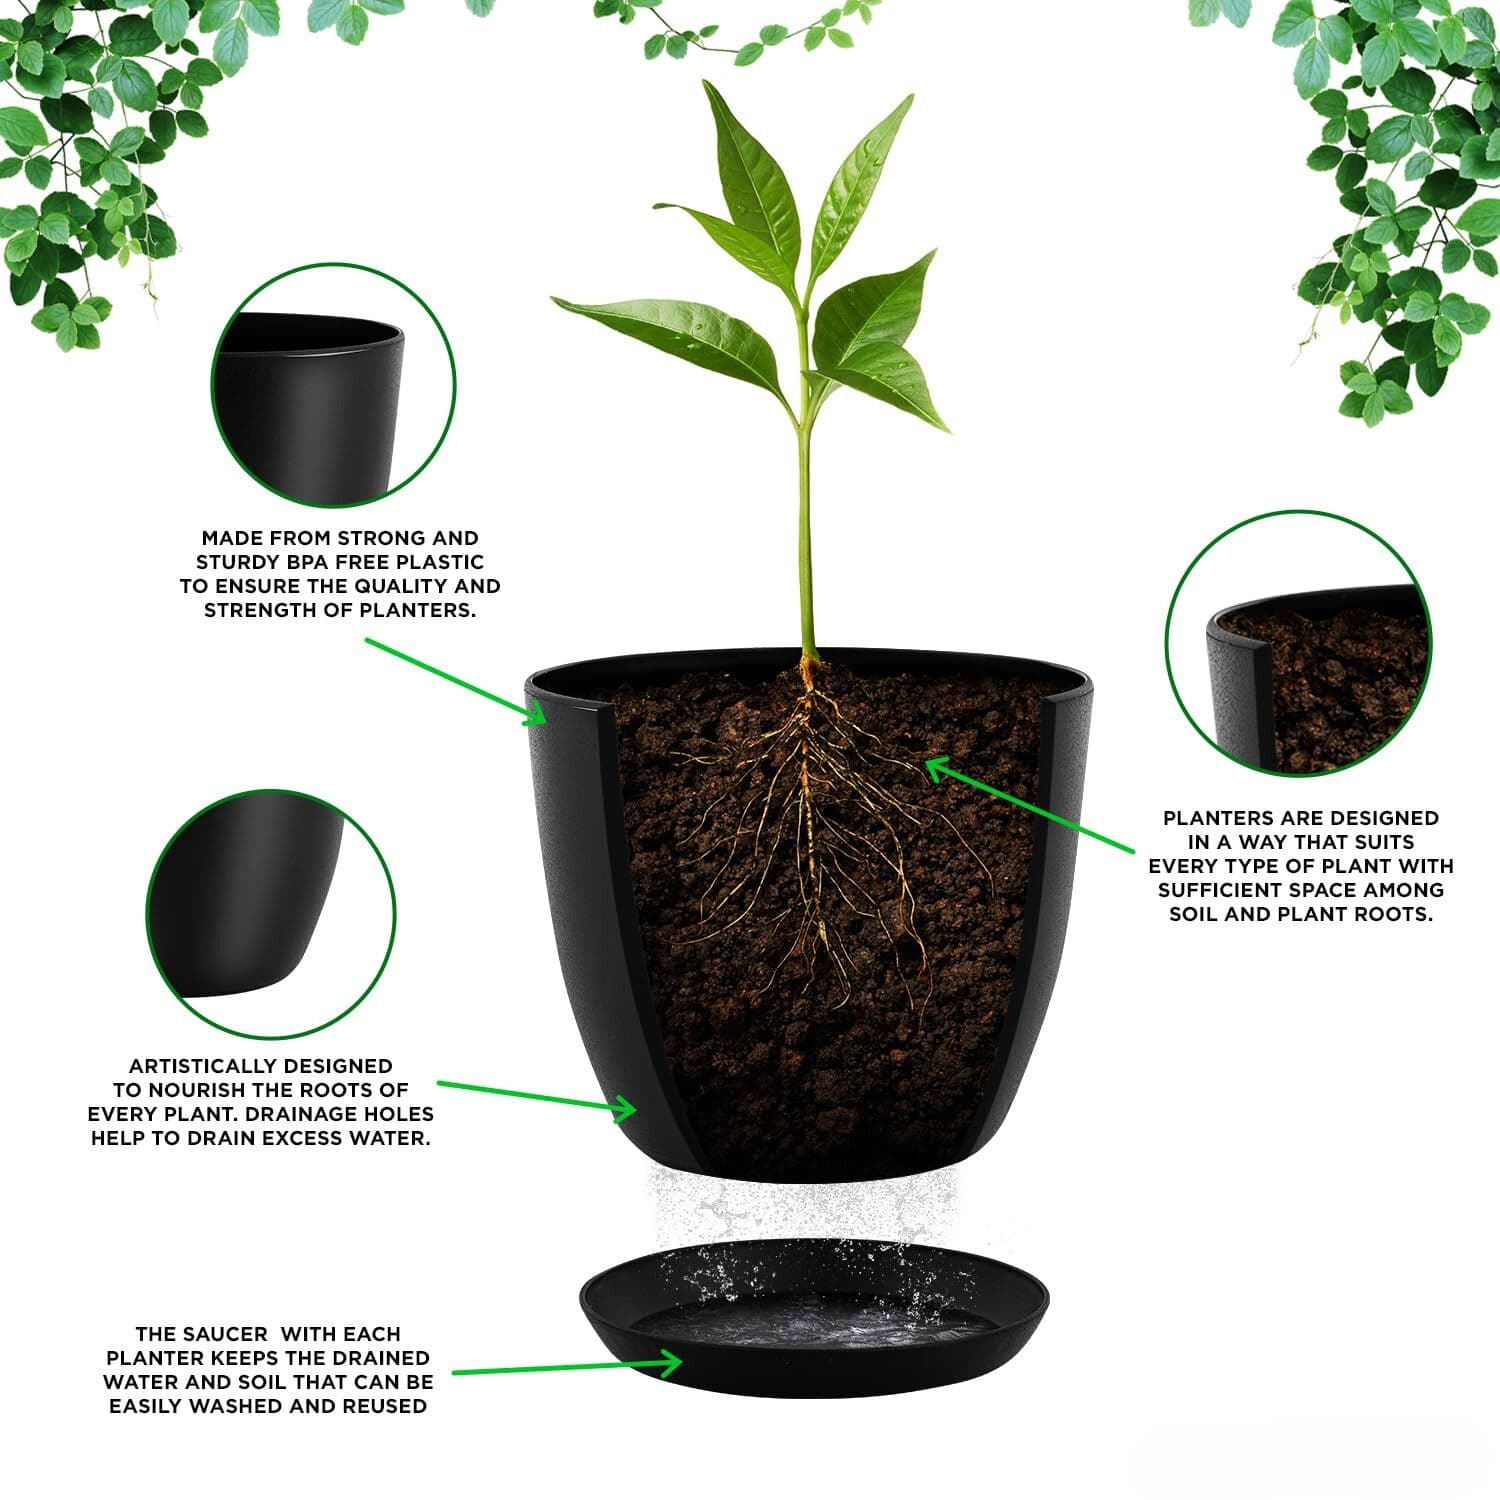 MADE FROM STRONG AND
STURDY BPA FREE PLASTIC
TO ENSURE THE QUALITY AND
STRENGTH OF PLANTERS.
PLANTERS ARE DESIGNED
IN A WAY THAT SUITS
EVERY TYPE OF PLANT WITH
SUFFICIENT SPACE AMONG
SOIL AND PLANT ROOTS.
ARTISTICALLY DESIGNED
TO NOURISH THE ROOTS OF
EVERY PLANT. DRAINAGE HOLES
HELP TO DRAIN EXCESS WATER.
THE SAUCER  WITH EACH
PLANTER KEEPS THE DRAINED
WATER AND SOIL THAT CAN BE
EASILY WASHED AND REUSED